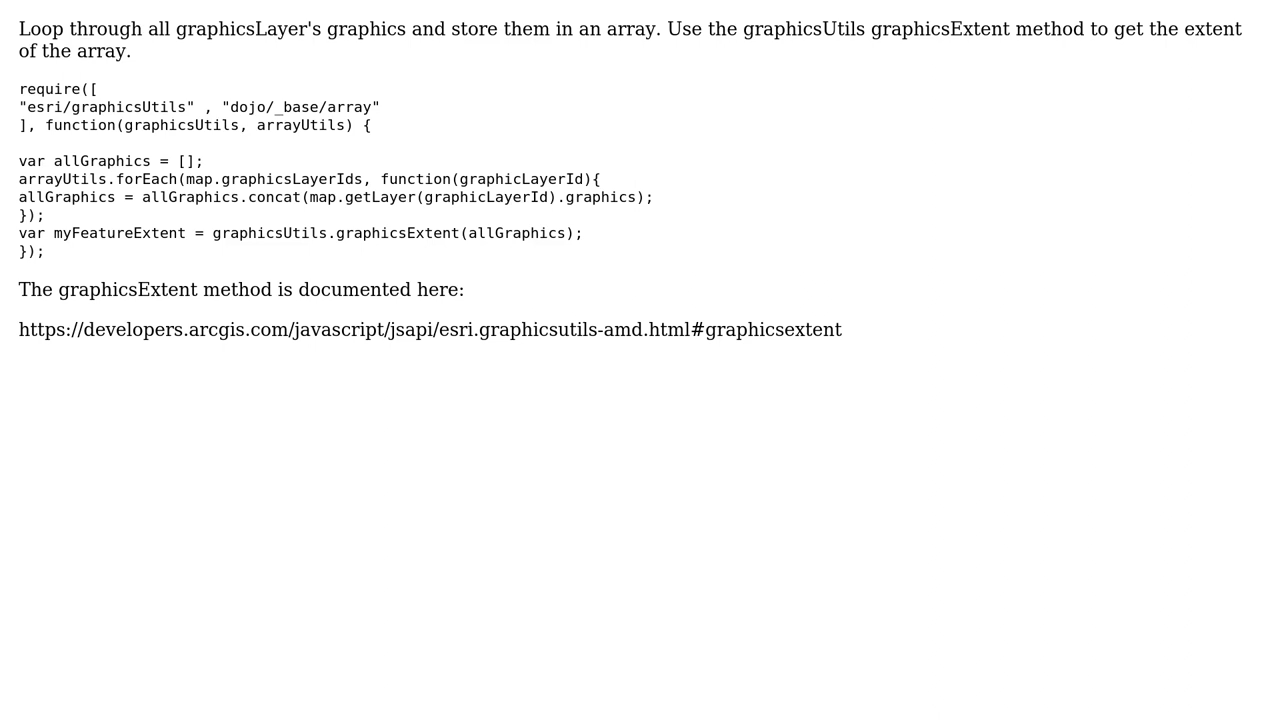 Loop through all graphicsLayer's graphics and store them in an array. Use the graphicsUtils graphicsExtent method to get the extent
of the array.
require([
"esri/graphicsUtils" , "dojo/_base/array"
], function(graphicsUtils, arrayUtils) {
var allGraphics = [];
arrayUtils.forEach(map.graphicsLayerIds, function(graphicLayerId){
allGraphics = allGraphics.concat(map.getLayer(graphicLayerId).graphics);
});
var myFeatureExtent = graphicsUtils.graphicsExtent(allGraphics);
});
The graphicsExtent method is documented here:
https://developers.arcgis.com/javascript/jsapi/esri.graphicsutils-amd.html#graphicsextent